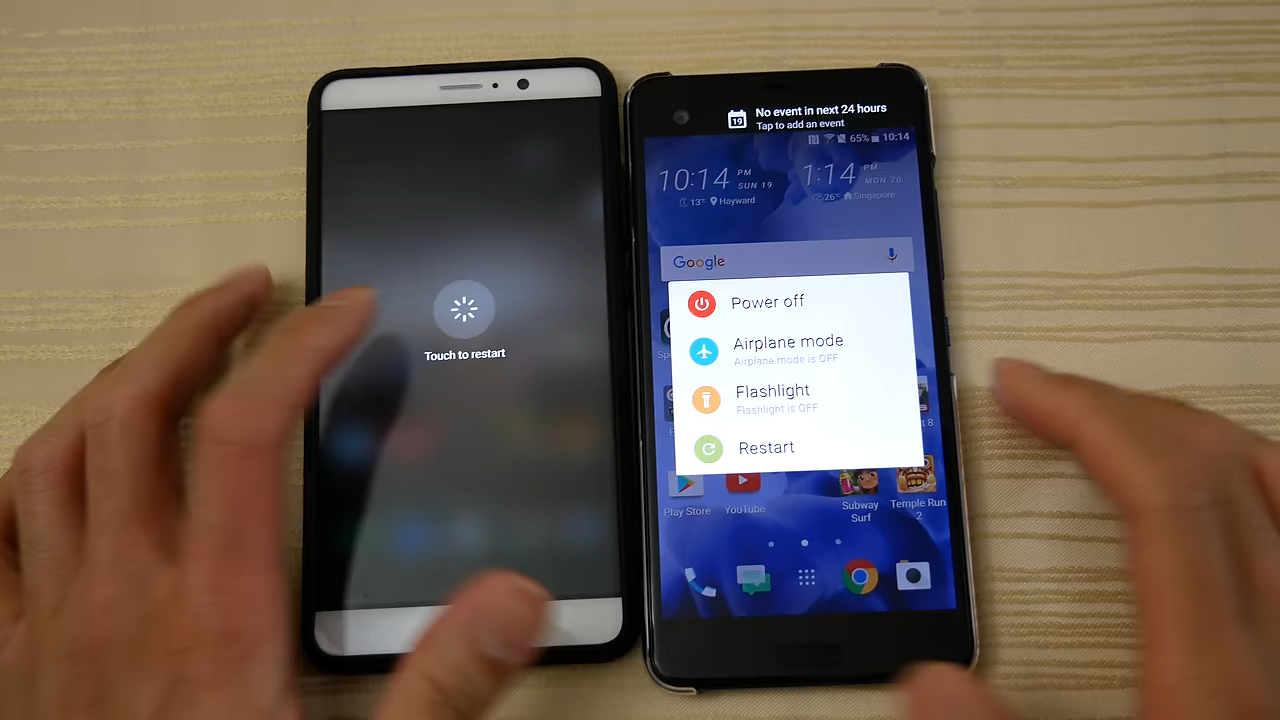 Touch to restart
19
No event in next 24 hours
Tap to add an event
65% 10:14
10:14 PM
SUN 19
13° Hayward
1:14 PM
MON 20
26° Singapore
Google
Power off
Airplane mode
Airplane mode is OFF
Flashlight
Flashlight is OFF
Restart
Play Store
YouTube
Subway
Surf
Temple Run
2